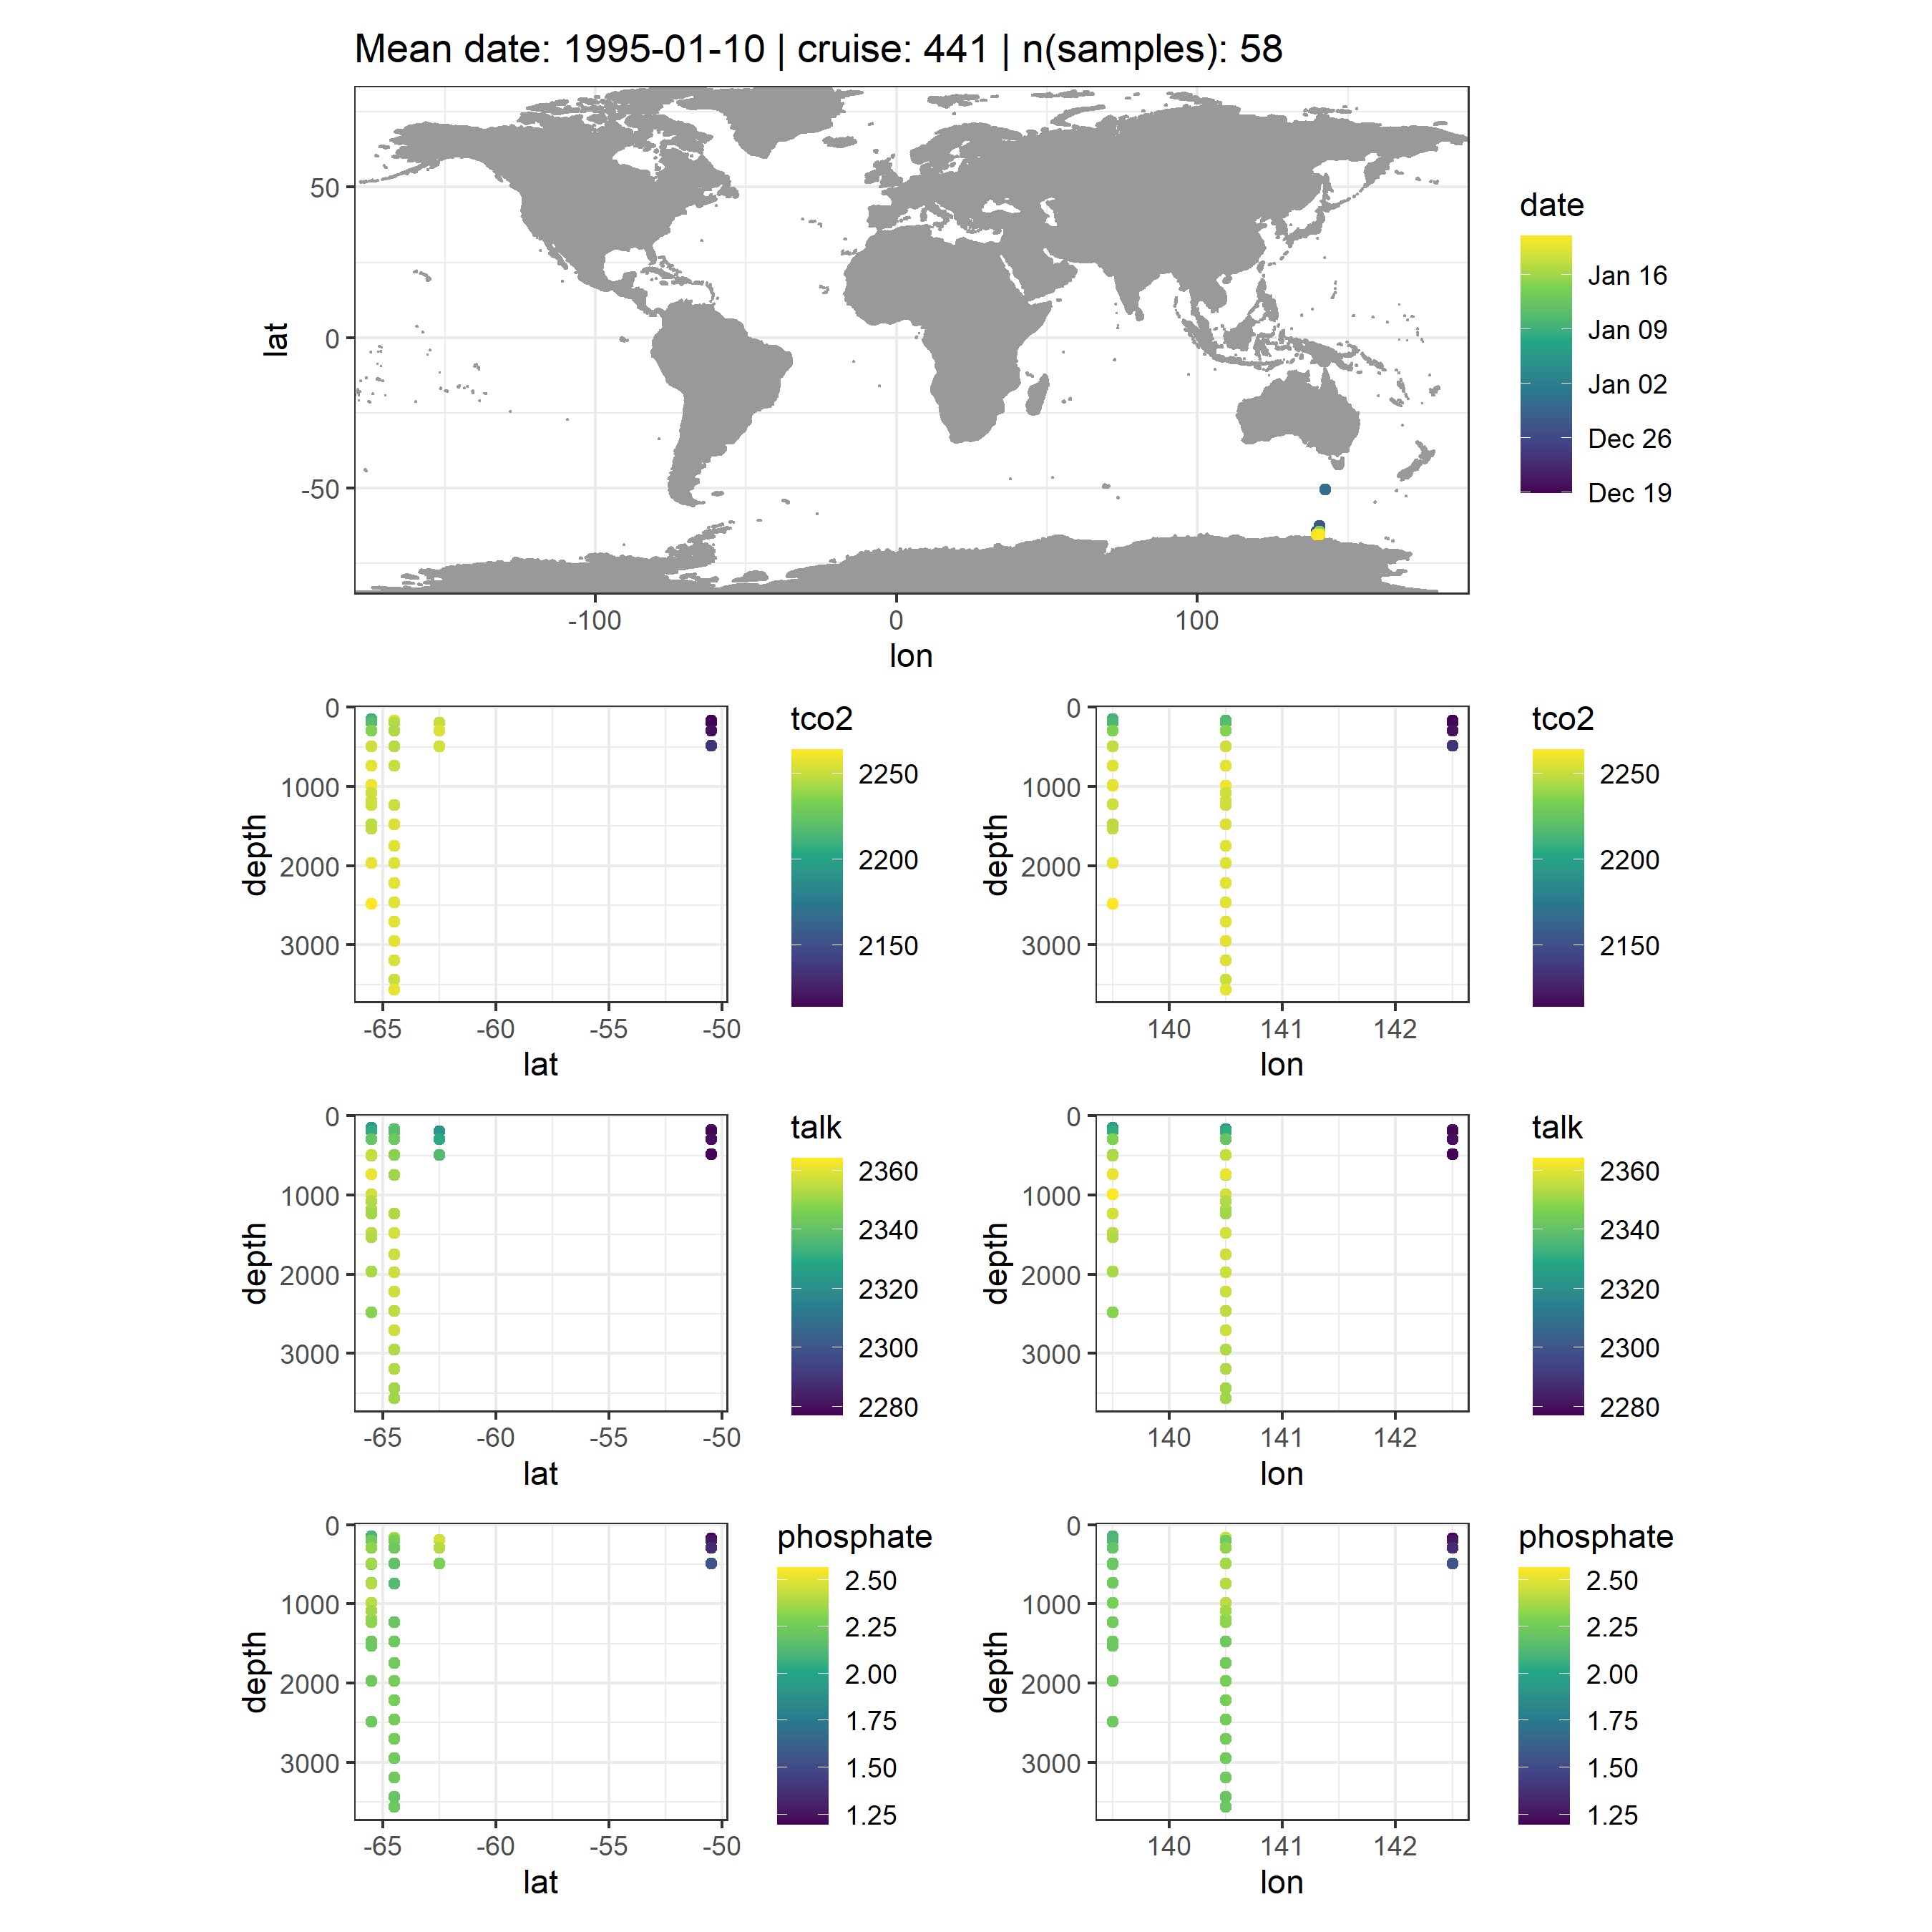 Mean date: 1995-01-10 | cruise: 441 | n(samples): 58
50
0
-50
lat
-100
0
100
lon
date
Jan 16
Jan 09
Jan 02
Dec 26
Dec 19
0
1000
2000
3000
depth
-65
-60
-55
-50
lat
tco2
2250
2200
2150
0
1000
2000
3000
depth
140
141
142
lon
tco2
2250
2200
2150
0
1000
2000
3000
depth
-65
-60
-55
-50
lat
talk
2360
2340
2320
2300
2280
0
1000
2000
3000
depth
140
141
142
lon
talk
2360
2340
2320
2300
2280
0
1000
2000
3000
depth
-65
-60
-55
-50
lat
phosphate
2.50
2.25
2.00
1.75
1.50
1.25
0
1000
2000
3000
depth
140
141
142
lon
phosphate
2.50
2.25
2.00
1.75
1.50
1.25